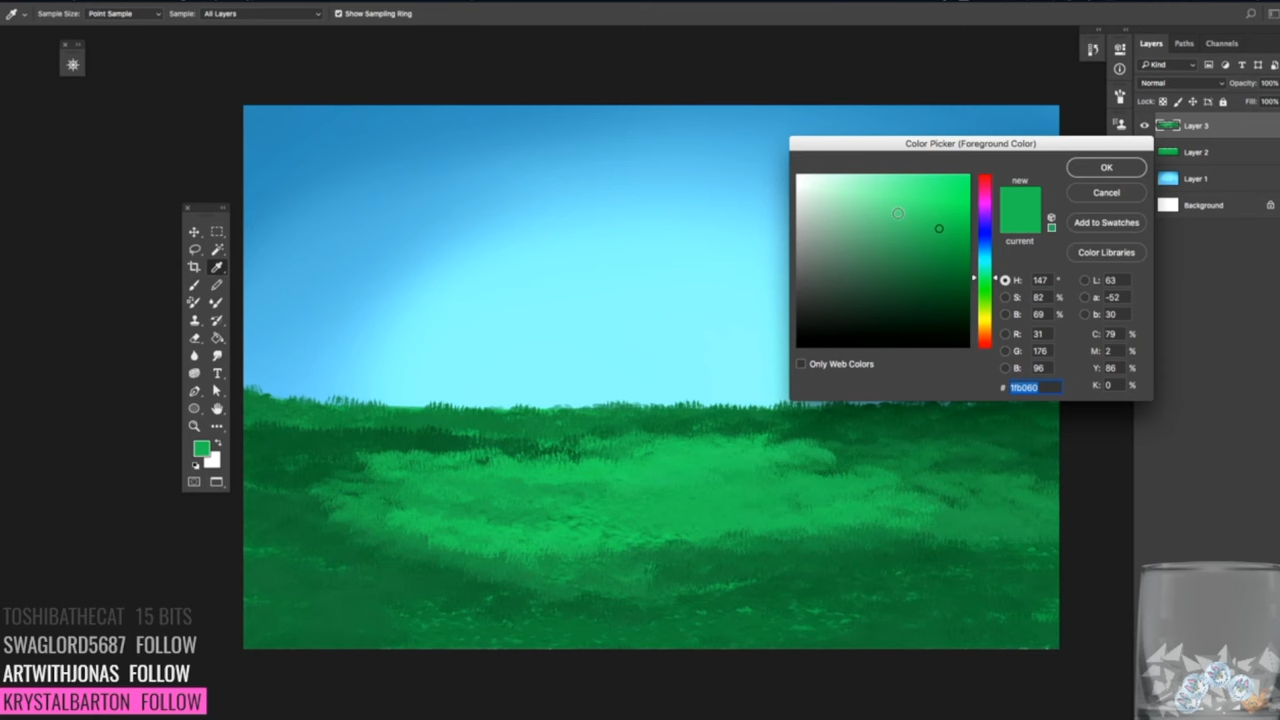 Sample Size: Point Sample Sample: All Layers Show Sampling Ring
Layers Paths Channels
Kind
Normal Opacity: 100%
Lock: Fill: 100%
Layer 3
Layer 2
Layer 1
Background
Color Picker (Foreground Color)
new
current
OK
Cancel
Add to Swatches
Color Libraries
H: 147 °
S: 82 %
B: 69 %
R: 31
G: 176
B: 96
L: 63
a: -52
b: 30
C: 79 %
M: 2 %
Y: 86 %
K: 0 %
Only Web Colors
# 1fb060
TOSHIBATHECAT 15 BITS
SWAGLORD5687 FOLLOW
ARTWITHJONAS FOLLOW
KRYSTALBARTON FOLLOW